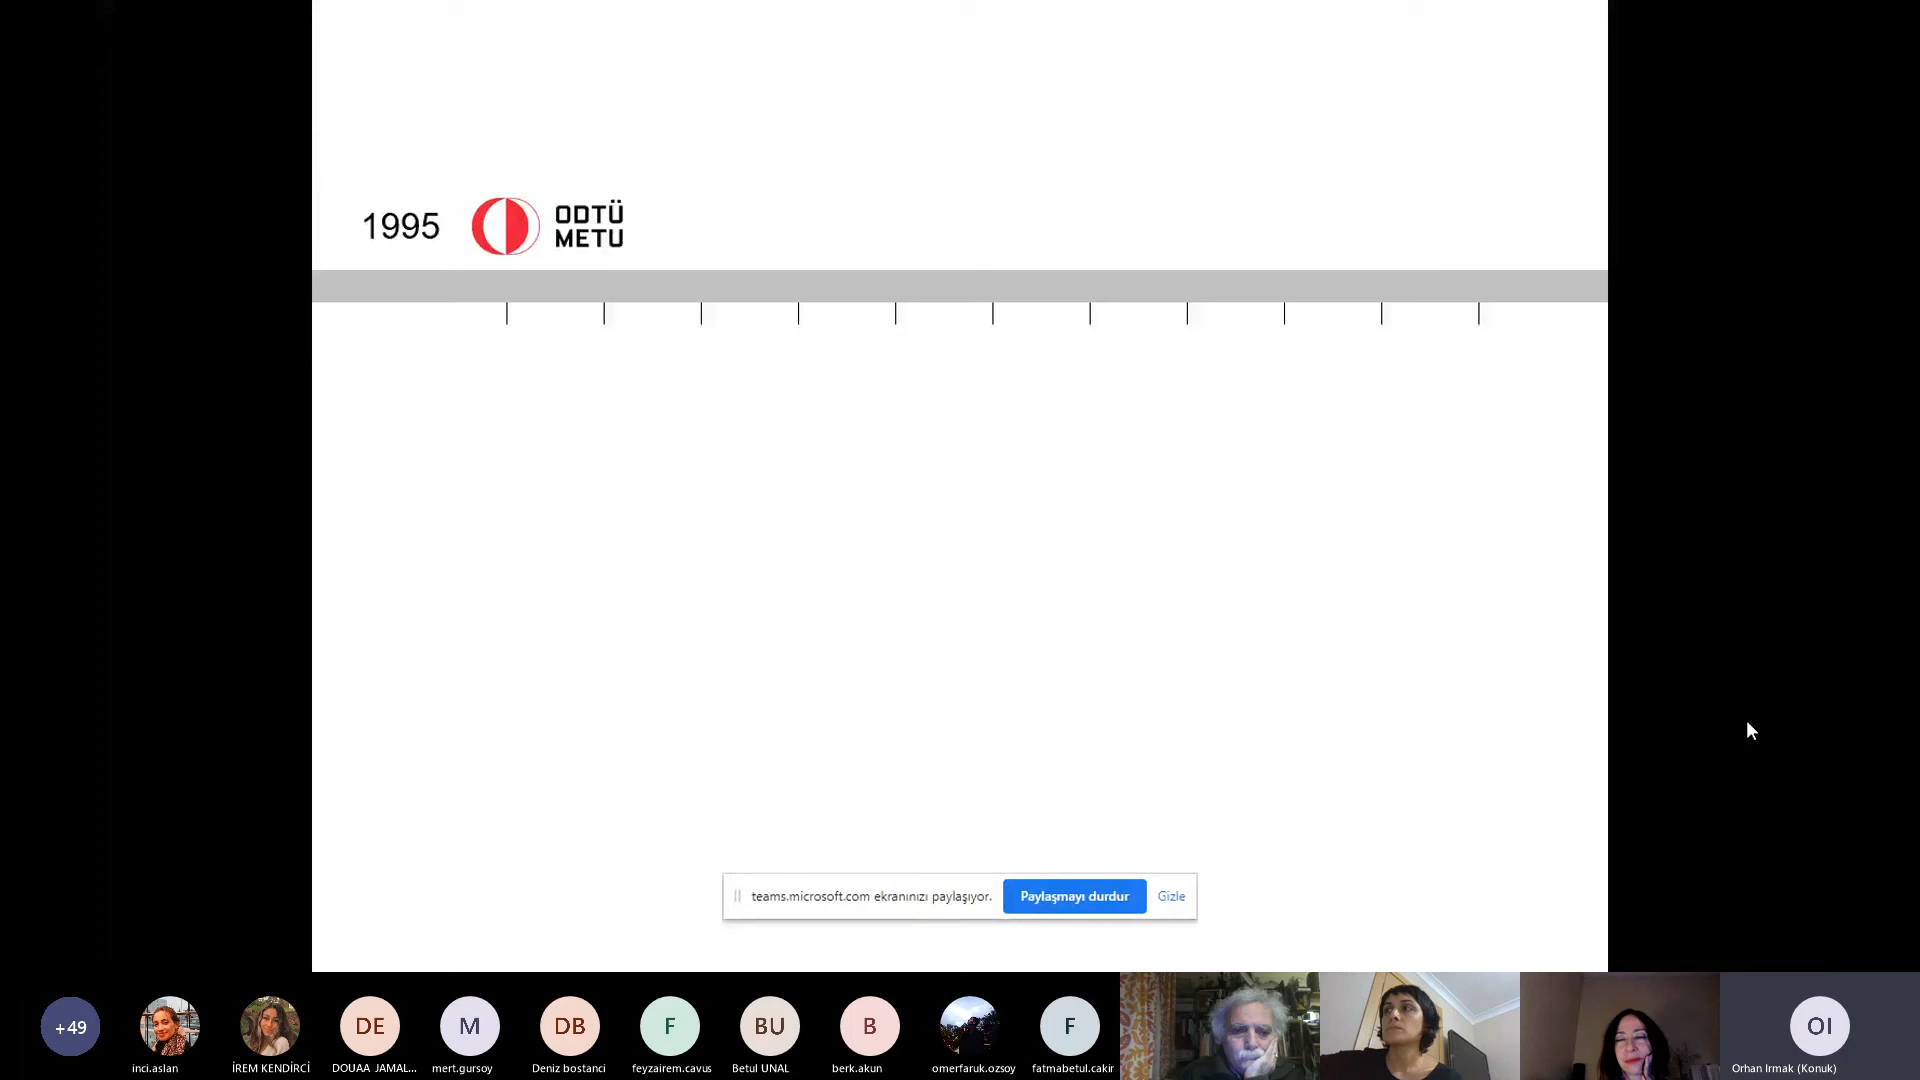 1995
ODTÜ
METU
teams.microsoft.com ekranınızı paylaşıyor.
Paylaşmayı durdur
Gizle
+49
DE
M
DB
F
BU
B
F
OI
inci.aslan
İREM KENDİRCİ
DOUAA JAMAL...
mert.gursoy
Deniz bostanci
feyzairem.cavus
Betul UNAL
berk.akun
omerfaruk.ozsoy
fatmabetul.cakir
Orhan Irmak (Konuk)